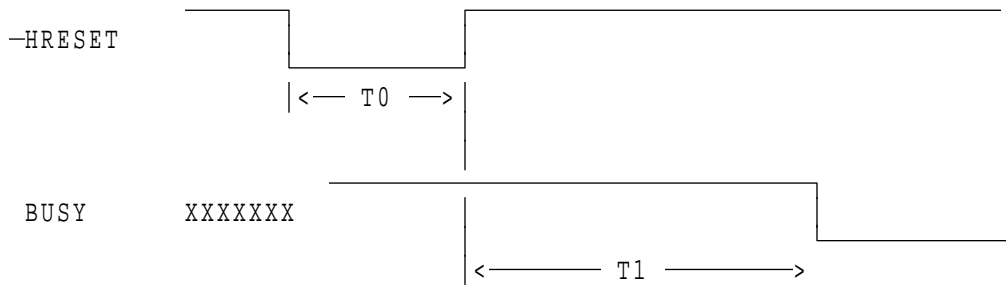 —HRESET
|<—— T0 ——>|
BUSY XXXXXXX
|<——— T1 ————>